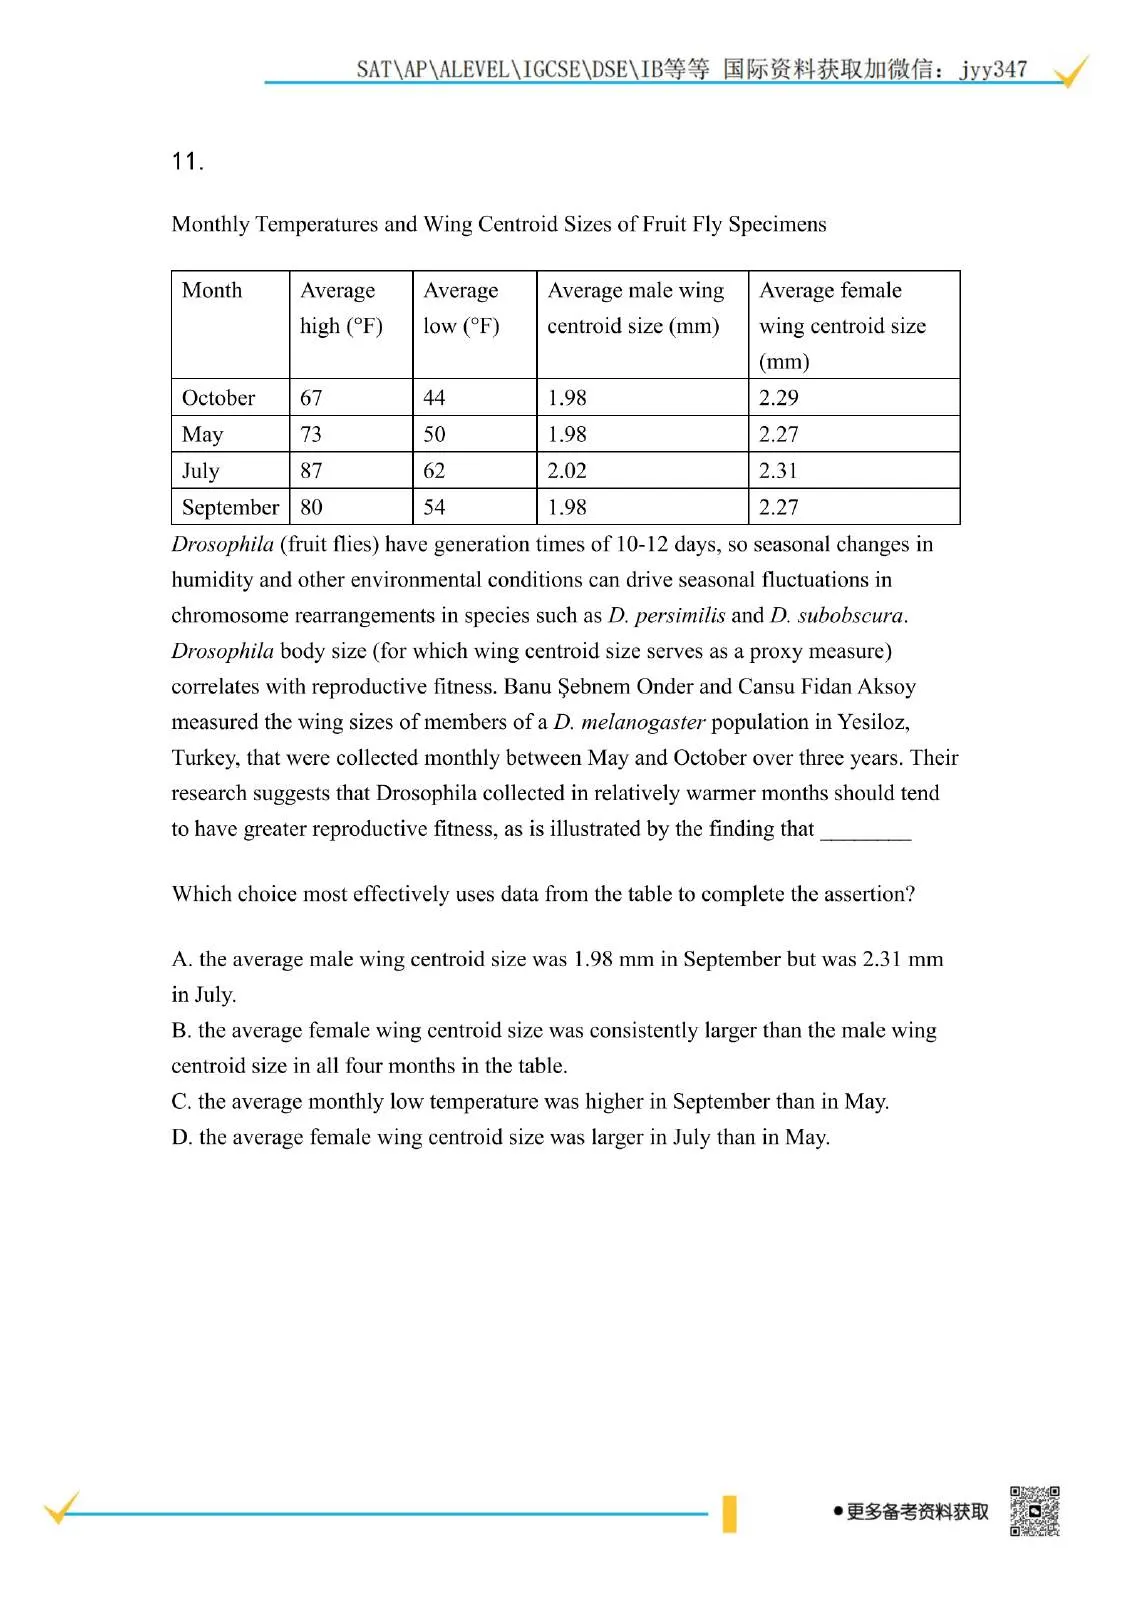 SAT\AP\ALEVEL\IGCSE\DSE\IB等等 国际资料获取加微信：jyy347
11.
Monthly Temperatures and Wing Centroid Sizes of Fruit Fly Specimens
Month Average high (°F) Average low (°F) Average male wing centroid size (mm) Average female wing centroid size (mm)
October 67 44 1.98 2.29
May 73 50 1.98 2.27
July 87 62 2.02 2.31
September 80 54 1.98 2.27
Drosophila (fruit flies) have generation times of 10-12 days, so seasonal changes in
humidity and other environmental conditions can drive seasonal fluctuations in
chromosome rearrangements in species such as D. persimilis and D. subobscura.
Drosophila body size (for which wing centroid size serves as a proxy measure)
correlates with reproductive fitness. Banu Şebnem Onder and Cansu Fidan Aksoy
measured the wing sizes of members of a D. melanogaster population in Yesiloz,
Turkey, that were collected monthly between May and October over three years. Their
research suggests that Drosophila collected in relatively warmer months should tend
to have greater reproductive fitness, as is illustrated by the finding that ________
Which choice most effectively uses data from the table to complete the assertion?
A. the average male wing centroid size was 1.98 mm in September but was 2.31 mm
in July.
B. the average female wing centroid size was consistently larger than the male wing
centroid size in all four months in the table.
C. the average monthly low temperature was higher in September than in May.
D. the average female wing centroid size was larger in July than in May.
●更多备考资料获取